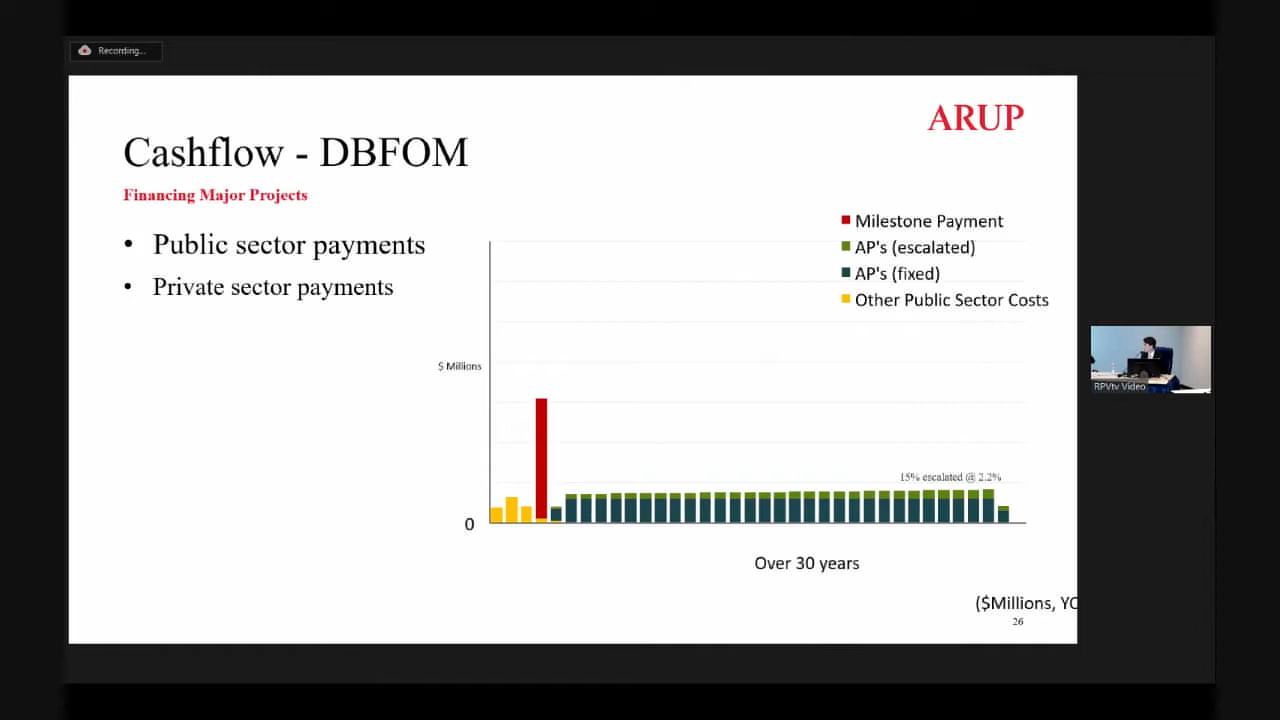 Recording...
ARUP
Cashflow - DBFOM
Financing Major Projects
• Public sector payments
• Private sector payments
Milestone Payment
AP's (escalated)
AP's (fixed)
Other Public Sector Costs
$ Millions
15% escalated @ 2.2%
0
Over 30 years
($Millions, YO
26
RPVtv Video